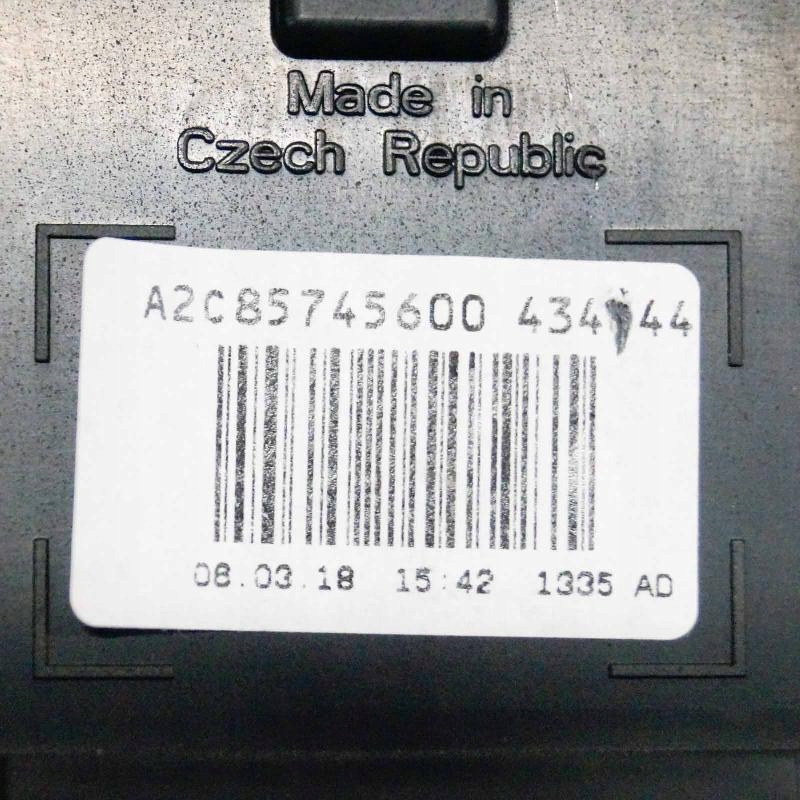 Made in
Czech Republic
A2C85745600
08.03.18 15:42 1335 AD